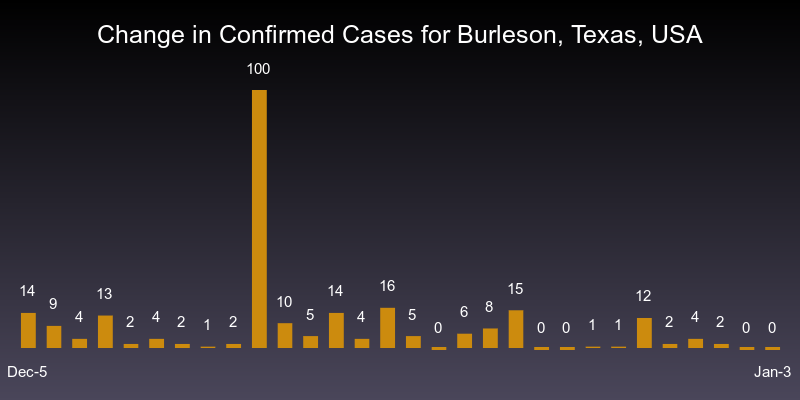 Change in Confirmed Cases for Burleson, Texas, USA
100
14 9 4 13 2 4 2 1 2 10 5 14 4 16 5 0 6 8 15 0 0 1 1 12 2 4 2 0 0
Dec-5 Jan-3